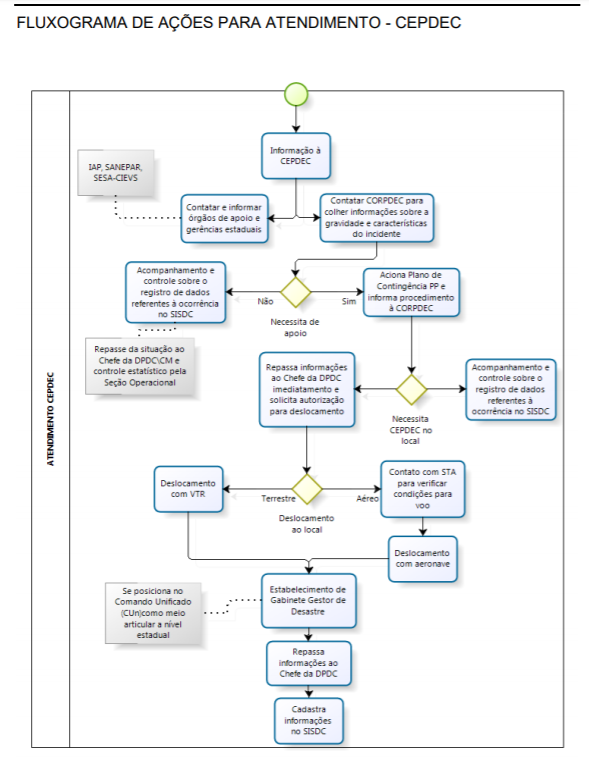 FLUXOGRAMA DE AÇÕES PARA ATENDIMENTO - CEPDEC
ATENDIMENTO CEPDEC
Informação à
CEPDEC
IAP, SANEPAR,
SESA-CIEVS
Contatar e informar
órgãos de apoio e
gerências estaduais
Contatar CORPDEC para
colher informações sobre a
gravidade e características
do incidente
Acompanhamento e
controle sobre o
registro de dados
referentes à ocorrência
no SISDC
Não
Sim
Necessita de
apoio
Aciona Plano de
Contingência PP e
informa procedimento
à CORPDEC
Repasse da situação ao
Chefe da DPDC\CM e
controle estatístico pela
Seção Operacional
Repassa informações
ao Chefe da DPDC
imediatamento e
solicita autorização
para deslocamento
Necessita
CEPDEC no
local
Acompanhamento e
controle sobre o
registro de dados
referentes à
ocorrência no SISDC
Deslocamento
com VTR
Terrestre
Aéreo
Deslocamento
ao local
Contato com STA
para verificar
condições para
voo
Deslocamento
com aeronave
Se posiciona no
Comando Unificado
(CUn)como meio
articular a nível
estadual
Estabelecimento de
Gabinete Gestor de
Desastre
Repassa
informações ao
Chefe da DPDC
Cadastra
informações
no SISDC